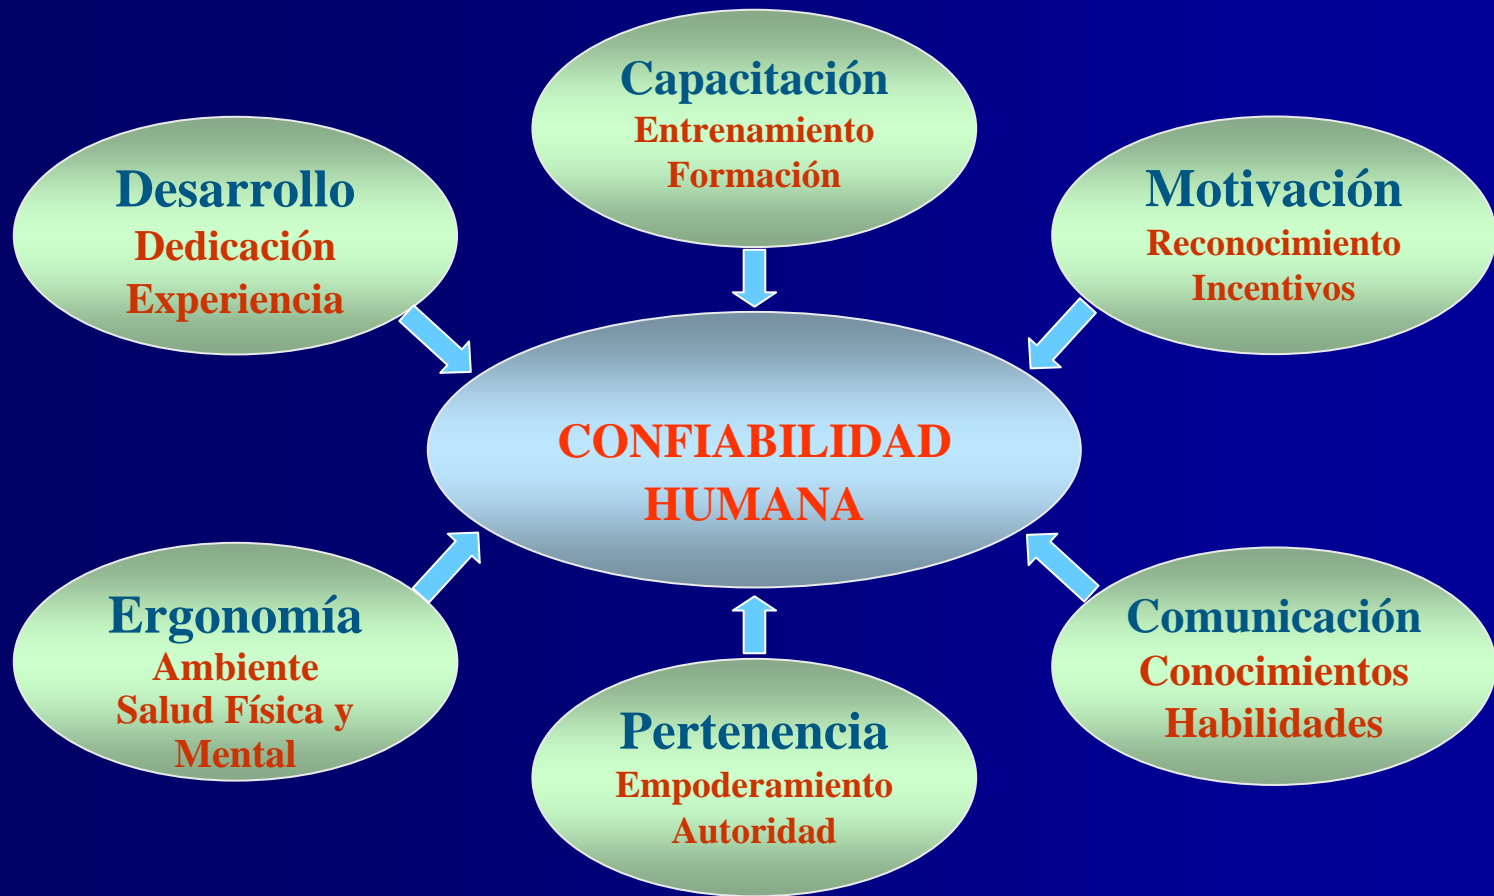 Capacitación
Entrenamiento
Formación
Desarrollo
Dedicación
Experiencia
Motivación
Reconocimiento
Incentivos
CONFIABILIDAD
HUMANA
Ergonomía
Ambiente
Salud Física y
Mental
Pertenencia
Empoderamiento
Autoridad
Comunicación
Conocimientos
Habilidades